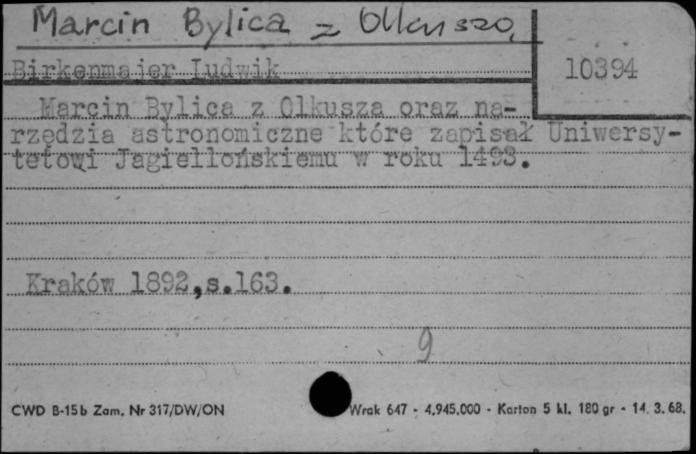 Marcin Bylica z Olkusza
Birkenmajer Ludwik
10394
Marcin Bylica z Olkusza oraz na-
rzędzia astronomiczne które zapisał Uniwersy-
tetowi Jagiellońskiemu w roku 1493.
Kraków 1892,s.163.
9
CWD B-15b Zam. Nr 317/DW/ON
Wrak 647 - 4.945.000 - Karton 5 kl. 180 gr - 14. 3. 68.